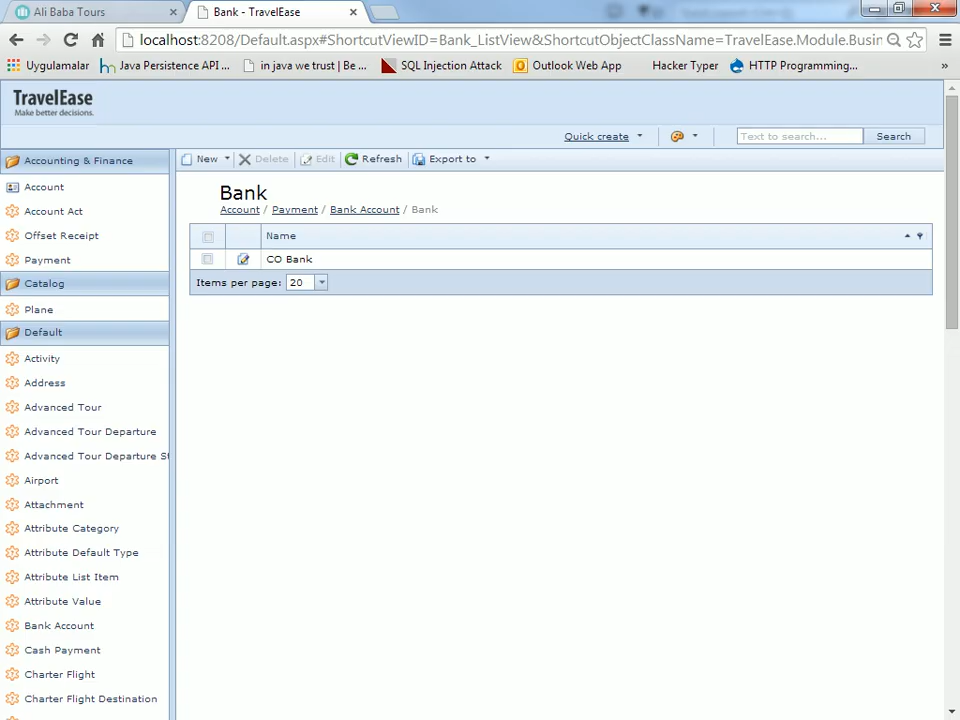 Ali Baba Tours
Bank - TravelEase
localhost:8208/Default.aspx#ShortcutViewID=Bank_ListView&ShortcutObjectClassName=TravelEase.Module.Busin
Uygulamalar
Java Persistence API ...
in java we trust | Be ...
SQL Injection Attack
Outlook Web App
Hacker Typer
HTTP Programming...
»
TravelEase
Make better decisions.
Quick create
Text to search...
Search
Accounting & Finance
Account
Account Act
Offset Receipt
Payment
Catalog
Plane
Default
Activity
Address
Advanced Tour
Advanced Tour Departure
Advanced Tour Departure St
Airport
Attachment
Attribute Category
Attribute Default Type
Attribute List Item
Attribute Value
Bank Account
Cash Payment
Charter Flight
Charter Flight Destination
New
Delete
Edit
Refresh
Export to
Bank
Account / Payment / Bank Account / Bank
Name
CO Bank
Items per page: 20